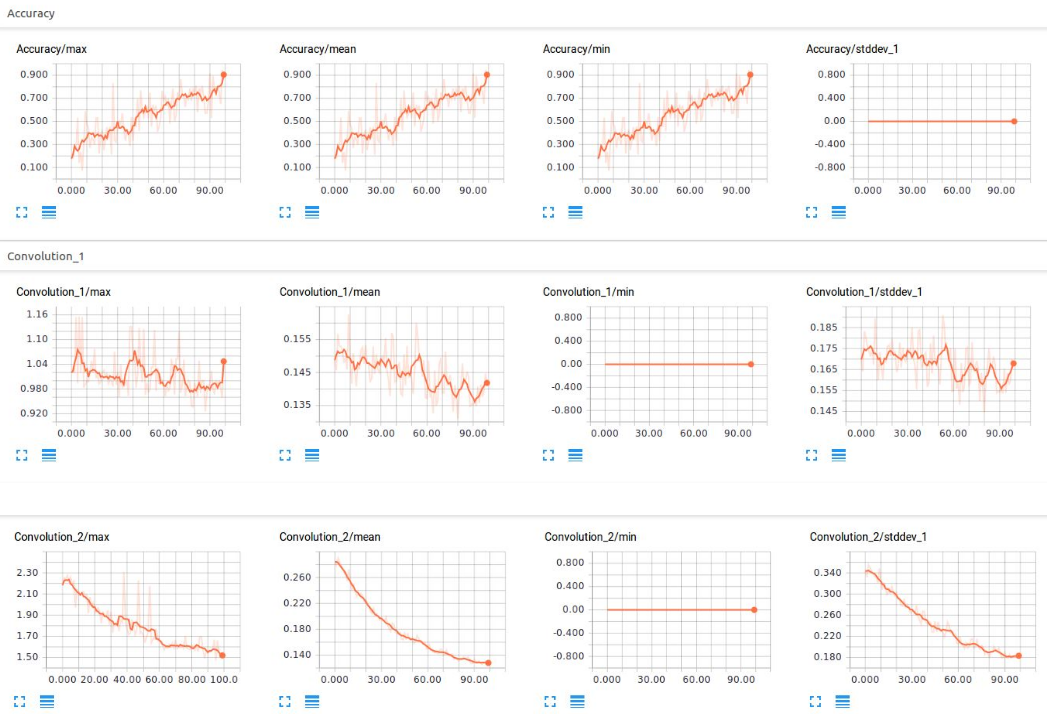 Accuracy
Accuracy/max Accuracy/mean Accuracy/min Accuracy/stddev_1
0.900 0.900 0.900 0.800
0.700 0.700 0.700 0.400
0.500 0.500 0.500 0.00
0.300 0.300 0.300 -0.400
0.100 0.100 0.100 -0.800
0.000 30.00 60.00 90.00 0.000 30.00 60.00 90.00 0.000 30.00 60.00 90.00 0.000 30.00 60.00 90.00
Convolution_1
Convolution_1/max Convolution_1/mean Convolution_1/min Convolution_1/stddev_1
1.16 0.155 0.800 0.185
1.10 0.145 0.400 0.175
1.04 0.135 0.00 0.165
0.980 -0.400 0.155
0.920 -0.800 0.145
0.000 30.00 60.00 90.00 0.000 30.00 60.00 90.00 0.000 30.00 60.00 90.00 0.000 30.00 60.00 90.00
Convolution_2/max Convolution_2/mean Convolution_2/min Convolution_2/stddev_1
2.30 0.260 0.800 0.340
2.10 0.220 0.400 0.300
1.90 0.180 0.00 0.260
1.70 0.140 -0.400 0.220
1.50 -0.800 0.180
0.000 20.00 40.00 60.00 80.00 100.0 0.000 30.00 60.00 90.00 0.000 30.00 60.00 90.00 0.000 30.00 60.00 90.00